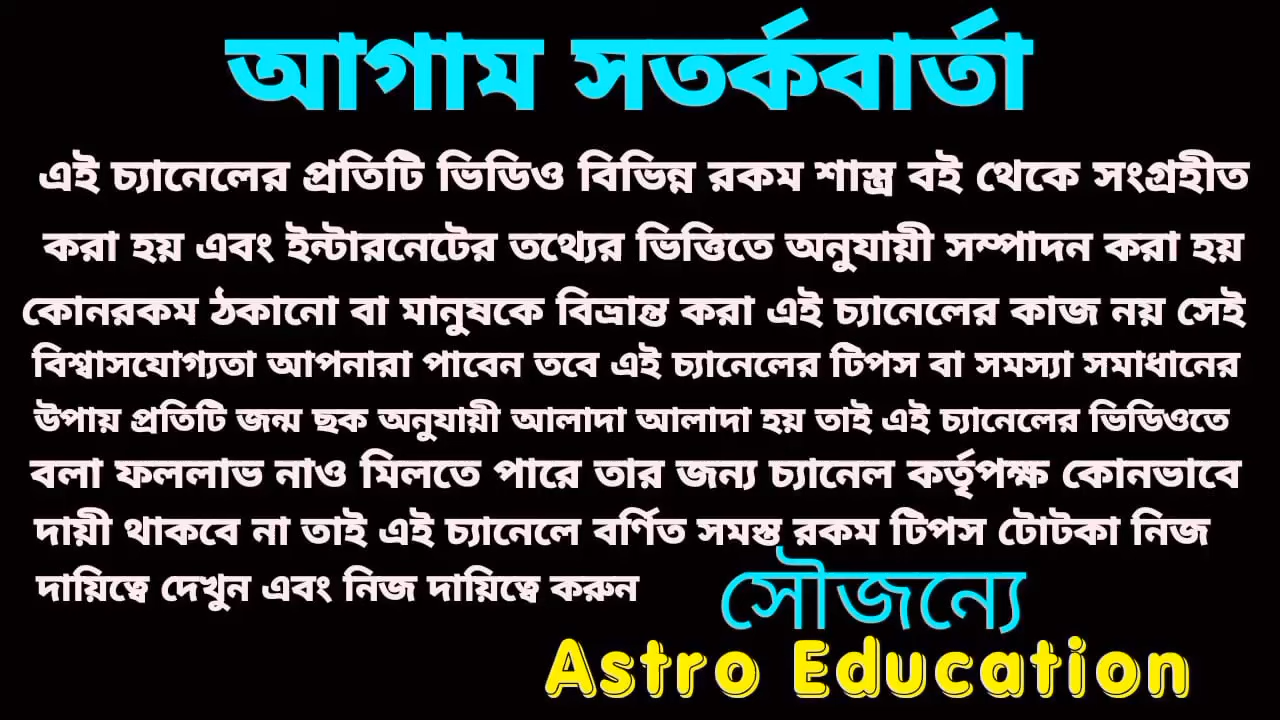 আগাম সতর্কবার্তা
এই চ্যানেলের প্রতিটি ভিডিও বিভিন্ন রকম শাস্ত্র বই থেকে সংগ্রহীত
করা হয় এবং ইন্টারনেটের তথ্যের ভিত্তিতে অনুযায়ী সম্পাদন করা হয়
কোনরকম ঠকানো বা মানুষকে বিভ্রান্ত করা এই চ্যানেলের কাজ নয় সেই
বিশ্বাসযোগ্যতা আপনারা পাবেন তবে এই চ্যানেলের টিপস বা সমস্যা সমাধানের
উপায় প্রতিটি জন্ম ছক অনুযায়ী আলাদা আলাদা হয় তাই এই চ্যানেলের ভিডিওতে
বলা ফললাভ নাও মিলতে পারে তার জন্য চ্যানেল কর্তৃপক্ষ কোনভাবে
দায়ী থাকবে না তাই এই চ্যানেলে বর্ণিত সমস্ত রকম টিপস টোটকা নিজ
দায়িত্বে দেখুন এবং নিজ দায়িত্বে করুন
সৌজন্যে
Astro Education